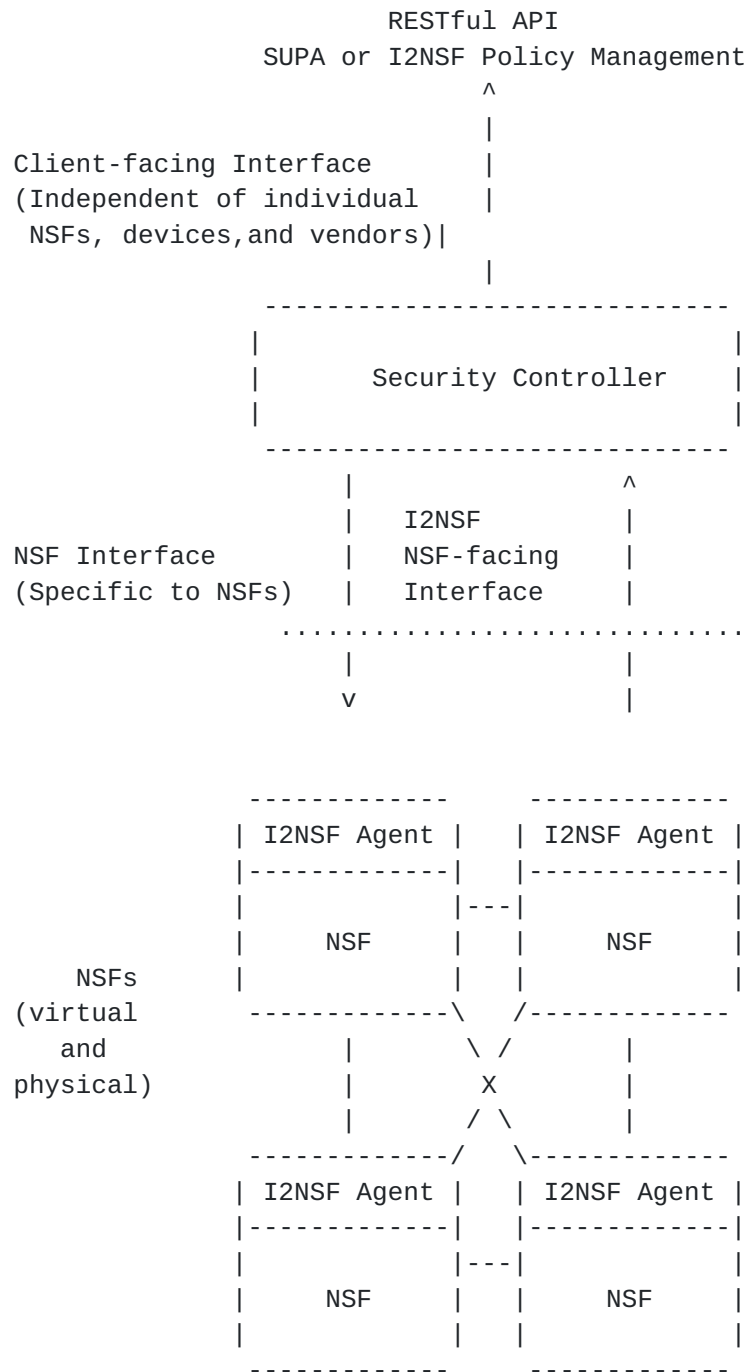 RESTful API
SUPA or I2NSF Policy Management
Client-facing Interface
(Independent of individual
NSFs, devices,and vendors)
Security Controller
I2NSF
NSF Interface NSF-facing
(Specific to NSFs) Interface
I2NSF Agent I2NSF Agent
NSF NSF
NSFs
(virtual
and
physical)
I2NSF Agent I2NSF Agent
NSF NSF